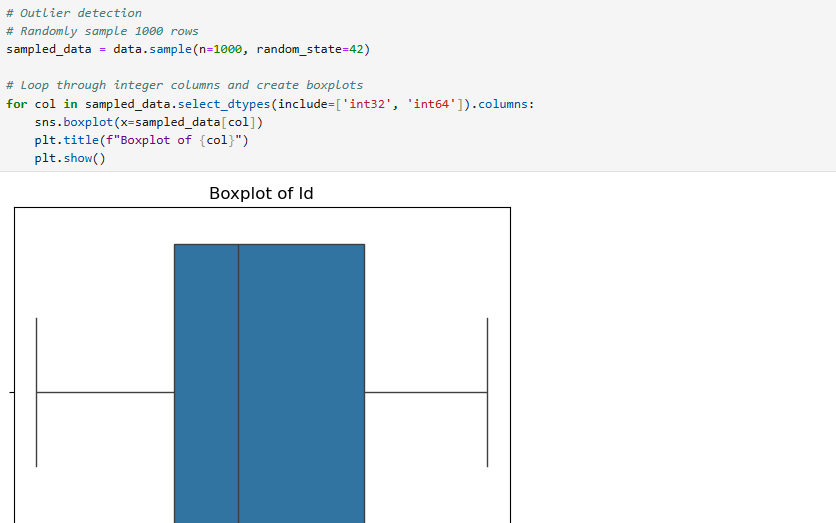 # Outlier detection
# Randomly sample 1000 rows
sampled_data = data.sample(n=1000, random_state=42)
# Loop through integer columns and create boxplots
for col in sampled_data.select_dtypes(include=['int32', 'int64']).columns:
    sns.boxplot(x=sampled_data[col])
    plt.title(f"Boxplot of {col}")
    plt.show()
Boxplot of Id